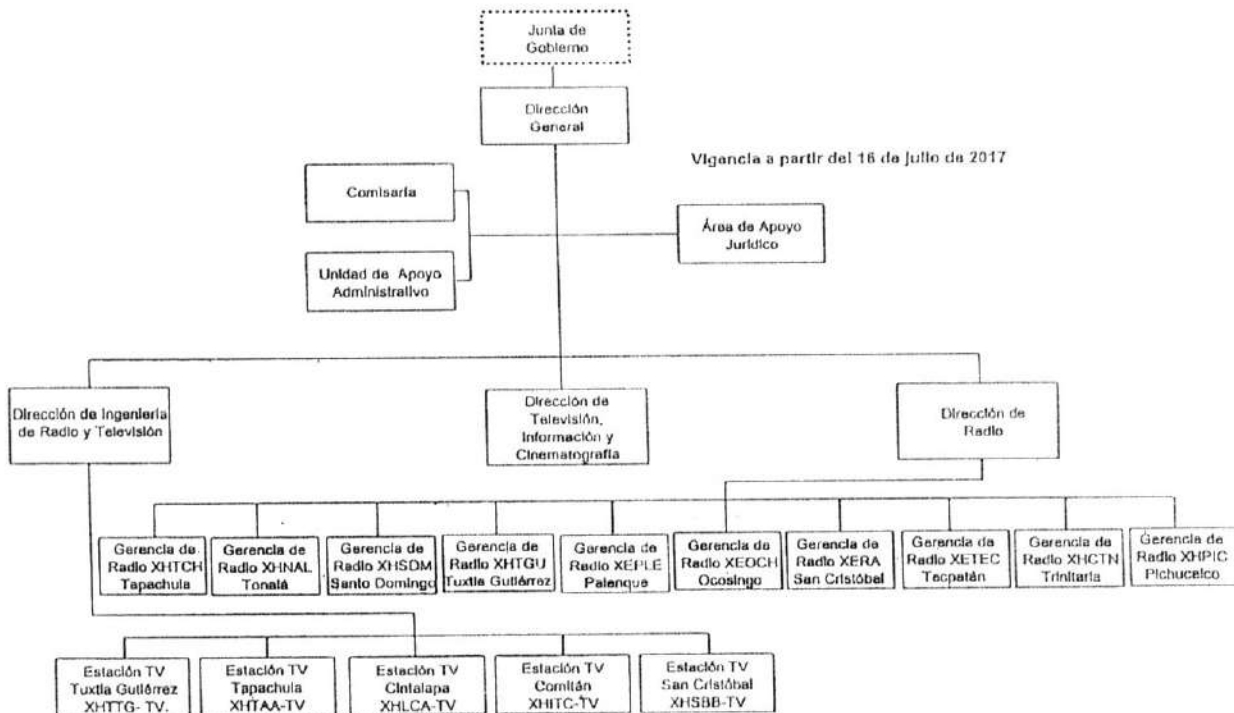 Junta de
Gobierno
Dirección
General
Vigencia a partir del 16 de julio de 2017
Comisaría
Área de Apoyo
Jurídico
Unidad de Apoyo
Administrativo
Dirección de Ingeniería
de Radio y Televisión
Dirección de
Televisión,
Información y
Cinematografía
Dirección de
Radio
Gerencia de
Radio XHTCH
Tapachula
Gerencia de
Radio XHNAL
Tonalá
Gerencia de
Radio XHSDM
Santo Domingo
Gerencia de
Radio XHTGU
Tuxtla Gutiérrez
Gerencia de
Radio XEPLE
Palenque
Gerencia de
Radio XEOCH
Ocosingo
Gerencia de
Radio XERA
San Cristóbal
Gerencia de
Radio XETEC
Tecpatán
Gerencia de
Radio XHCTN
Trinitaria
Gerencia de
Radio XHPIC
Pichucalco
Estación TV
Tuxtla Gutiérrez
XHTTG- TV.
Estación TV
Tapachula
XHTAA-TV
Estación TV
Cintalapa
XHLCA-TV
Estación TV
Comitán
XHITC-TV
Estación TV
San Cristóbal
XHSBB-TV